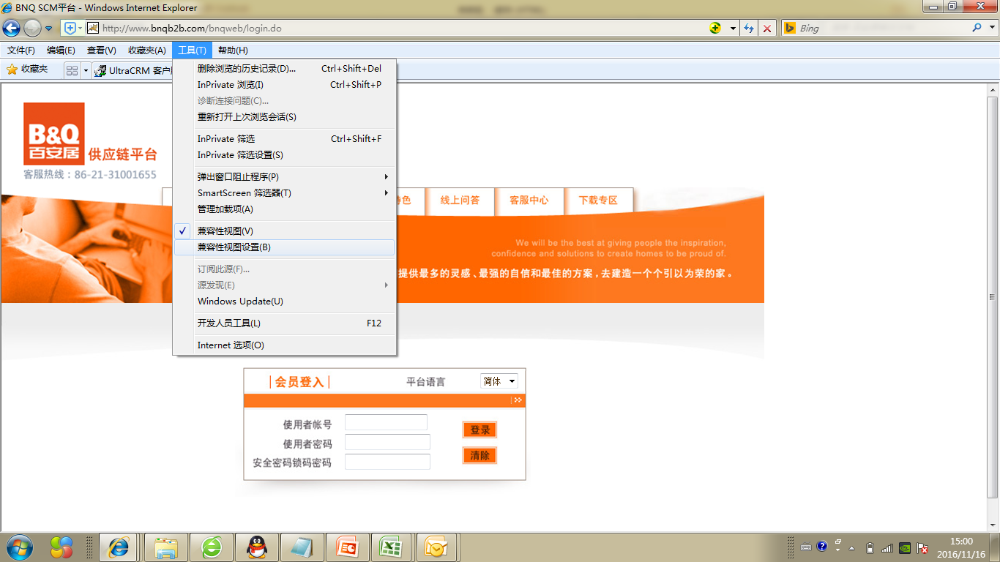 BNQ SCM平台 - Windows Internet Explorer
http://www.bnqb2b.com/bnqweb/login.do
Bing
文件(F) 编辑(E) 查看(V) 收藏夹(A) 工具(T) 帮助(H)
收藏夹 UltraCRM 客户
删除浏览的历史记录(D)... Ctrl+Shift+Del
InPrivate 浏览(I) Ctrl+Shift+P
诊断连接问题(C)...
重新打开上次浏览会话(S)
InPrivate 筛选 Ctrl+Shift+F
InPrivate 筛选设置(S)
弹出窗口阻止程序(P)
SmartScreen 筛选器(T)
管理加载项(A)
兼容性视图(V)
兼容性视图设置(B)
订阅此源(F)...
源发现(E)
Windows Update(U)
开发人员工具(L) F12
Internet 选项(O)
B&Q
百安居 供应链平台
客服热线：86-21-31001655
色 线上问答 客服中心 下载专区
We will be the best at giving people the inspiration,
confidence and solutions to create homes to be proud of.
提供最多的灵感、最强的自信和最佳的方案，去建造一个个引以为荣的家。
会员登入 平台语言 简体
使用者帐号
使用者密码
安全密码锁码密码
登录
清除
15:00
2016/11/16